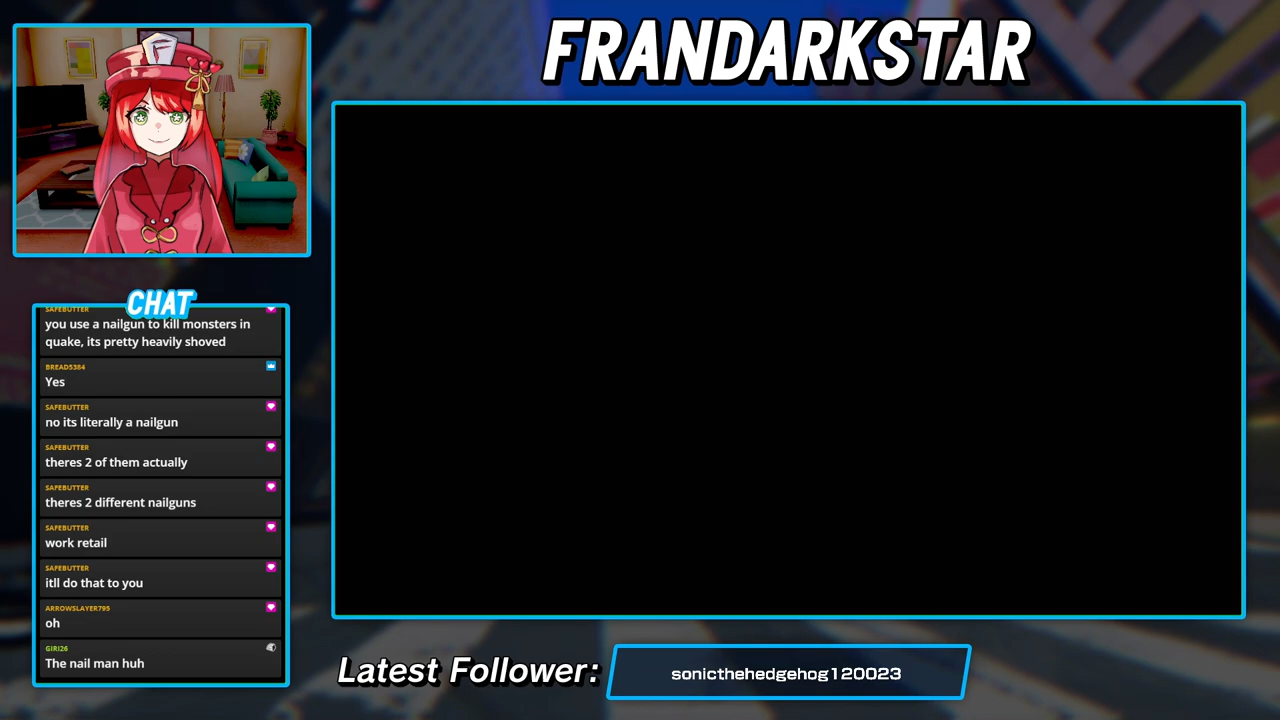 FRANDARKSTAR
CHAT
SAFEBUTTER
you use a nailgun to kill monsters in
quake, its pretty heavily shoved
BREAD5384
Yes
SAFEBUTTER
no its literally a nailgun
SAFEBUTTER
theres 2 of them actually
SAFEBUTTER
theres 2 different nailguns
SAFEBUTTER
work retail
SAFEBUTTER
itll do that to you
ARROWSLAYER795
oh
GIRI26
The nail man huh
Latest Follower:
sonicthehedgehog120023